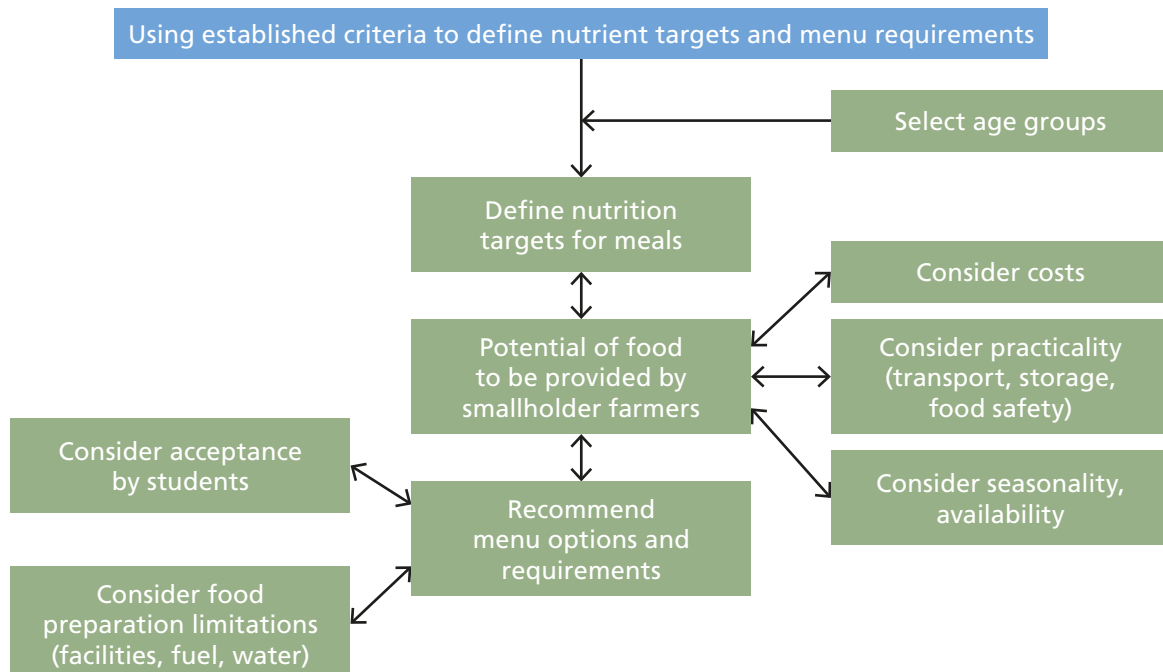 Using established criteria to define nutrient targets and menu requirements
Select age groups
Define nutrition
targets for meals
Consider costs
Potential of food
to be provided by
smallholder farmers
Consider practicality
(transport, storage,
food safety)
Consider acceptance
by students
Consider seasonality,
availability
Recommend
menu options and
requirements
Consider food
preparation limitations
(facilities, fuel, water)